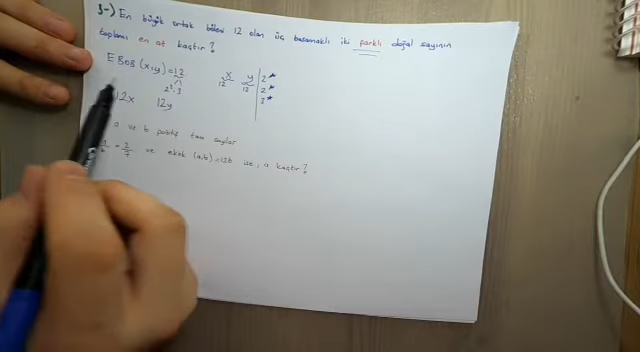 3-) En büyük ortak böleni 12 olan üç basamaklı iki farklı doğal sayının
toplamı en az kaçtır?
EBOB (x,y) = 12
2².3
x y 2
12 12 2
3
12x 12y
a ve b pozitif tam sayılar
= 2/7 ve ekok (a,b) = 126 ise, a kaçtır?